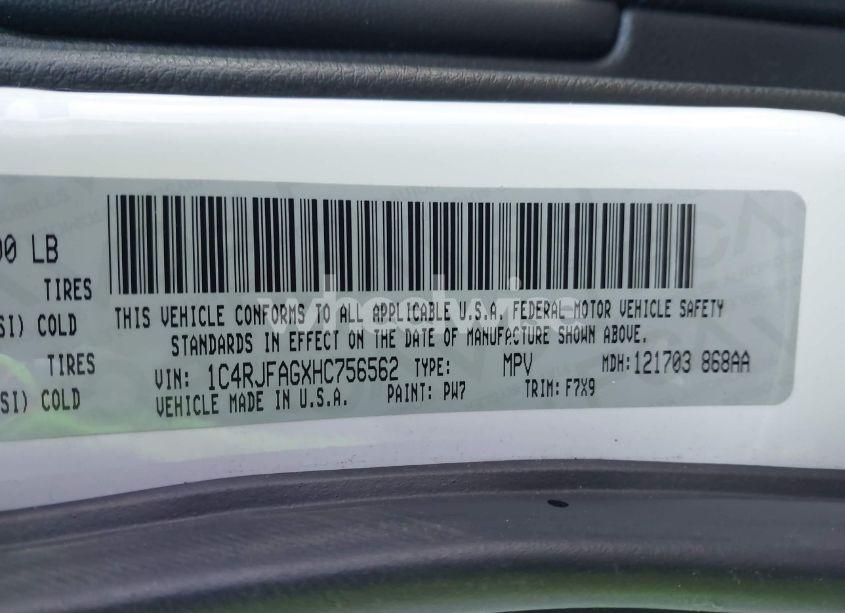 00 LB
TIRES
SI) COLD
TIRES
SI) COLD
THIS VEHICLE CONFORMS TO ALL APPLICABLE U.S.A. FEDERAL MOTOR VEHICLE SAFETY
STANDARDS IN EFFECT ON THE DATE OF MANUFACTURE SHOWN ABOVE.
VIN: 1C4RJFAGXHC756562 TYPE: MPV MDH:121703 868AA
VEHICLE MADE IN U.S.A. PAINT: PW7 TRIM: F7X9